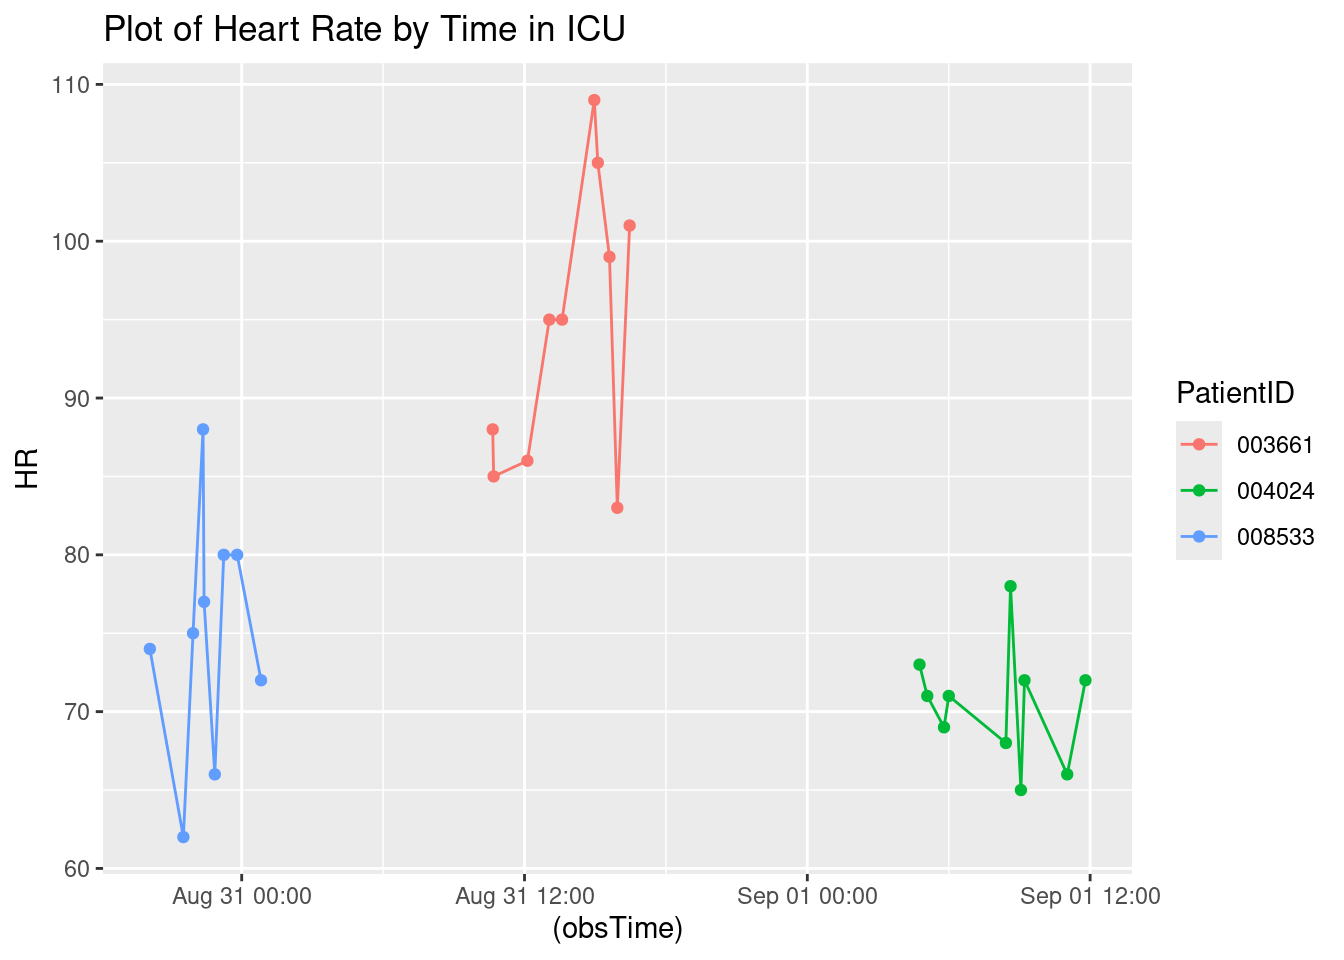 Plot of Heart Rate by Time in ICU
110
100
90
80
70
60
HR
Aug 31 00:00
Aug 31 12:00
Sep 01 00:00
Sep 01 12:00
(obsTime)
PatientID
003661
004024
008533